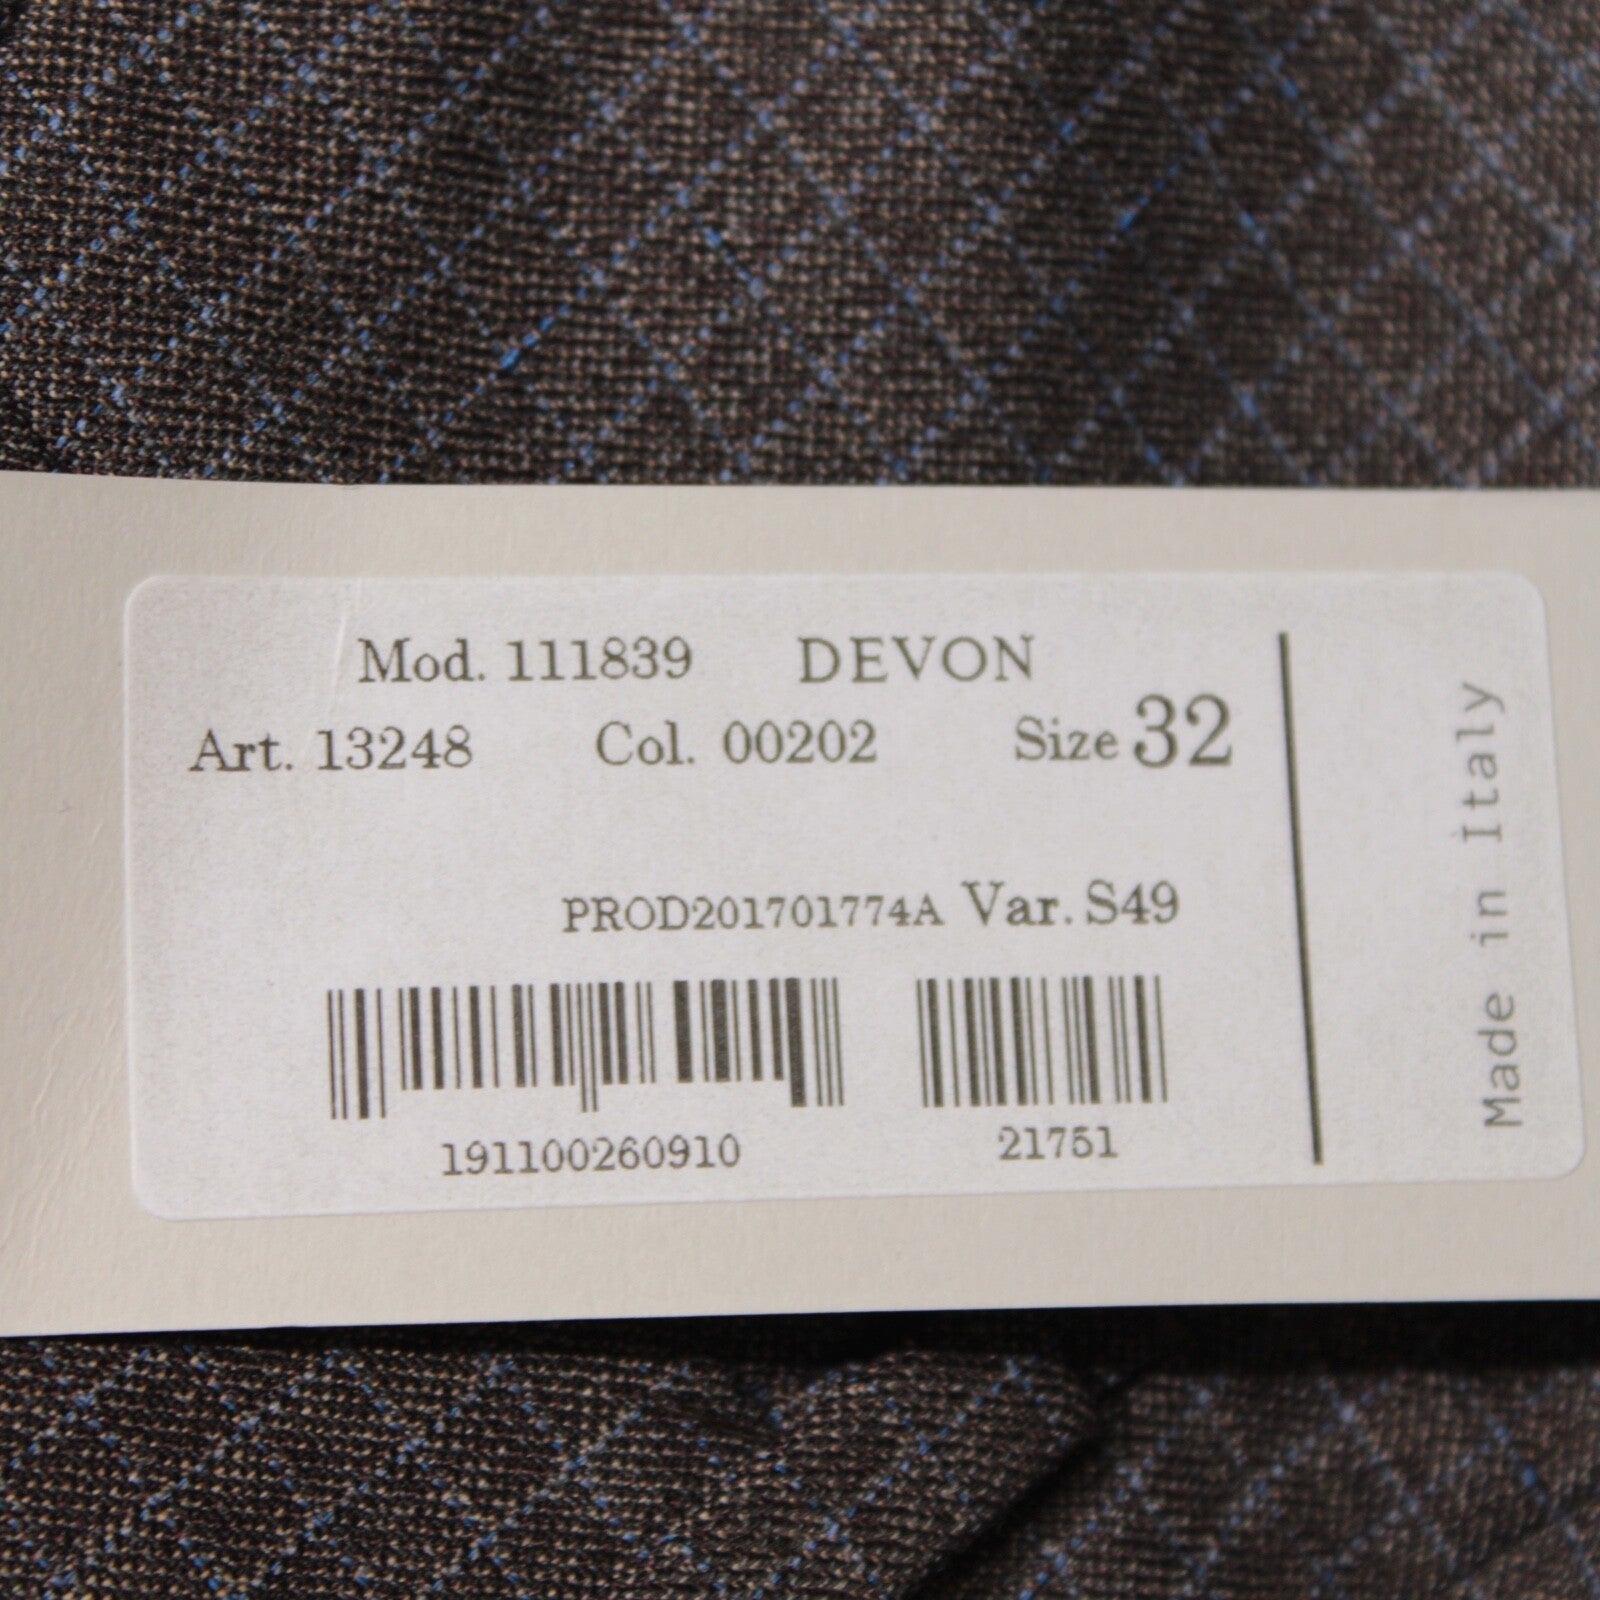 Mod. 111839 DEVON
Art. 13248 Col. 00202 Size 32
PROD201701774A Var. S49
191100260910 21751
Made in Italy